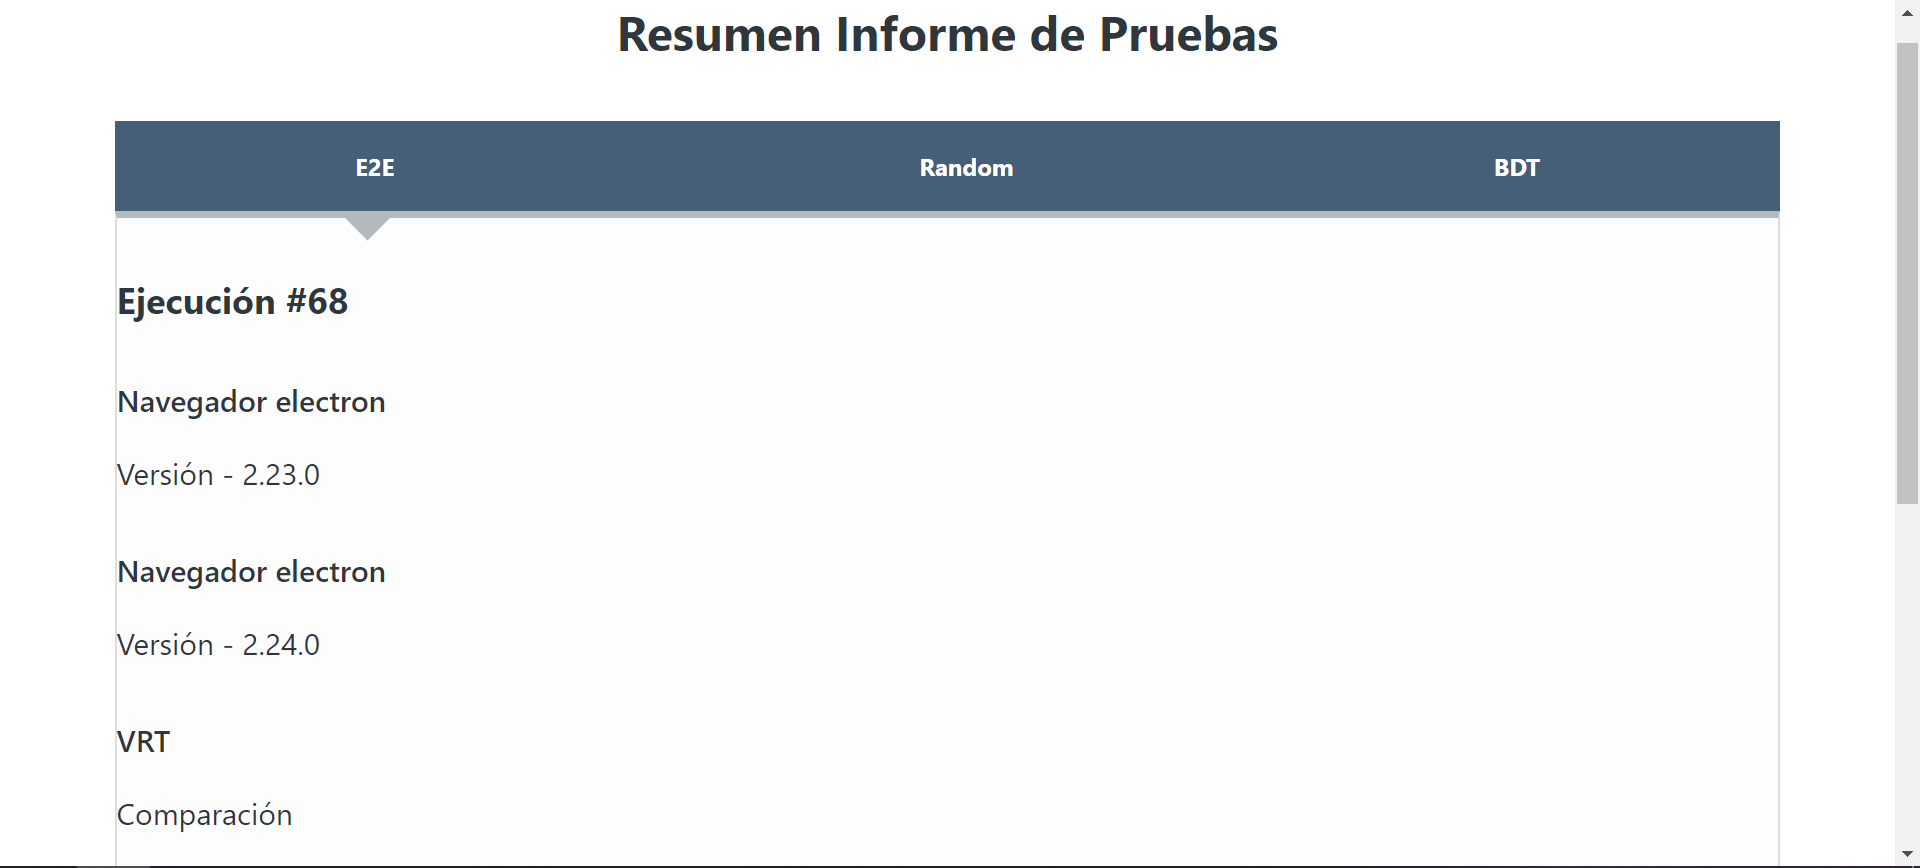 Resumen Informe de Pruebas
E2E Random BDT
Ejecución #68
Navegador electron
Versión - 2.23.0
Navegador electron
Versión - 2.24.0
VRT
Comparación